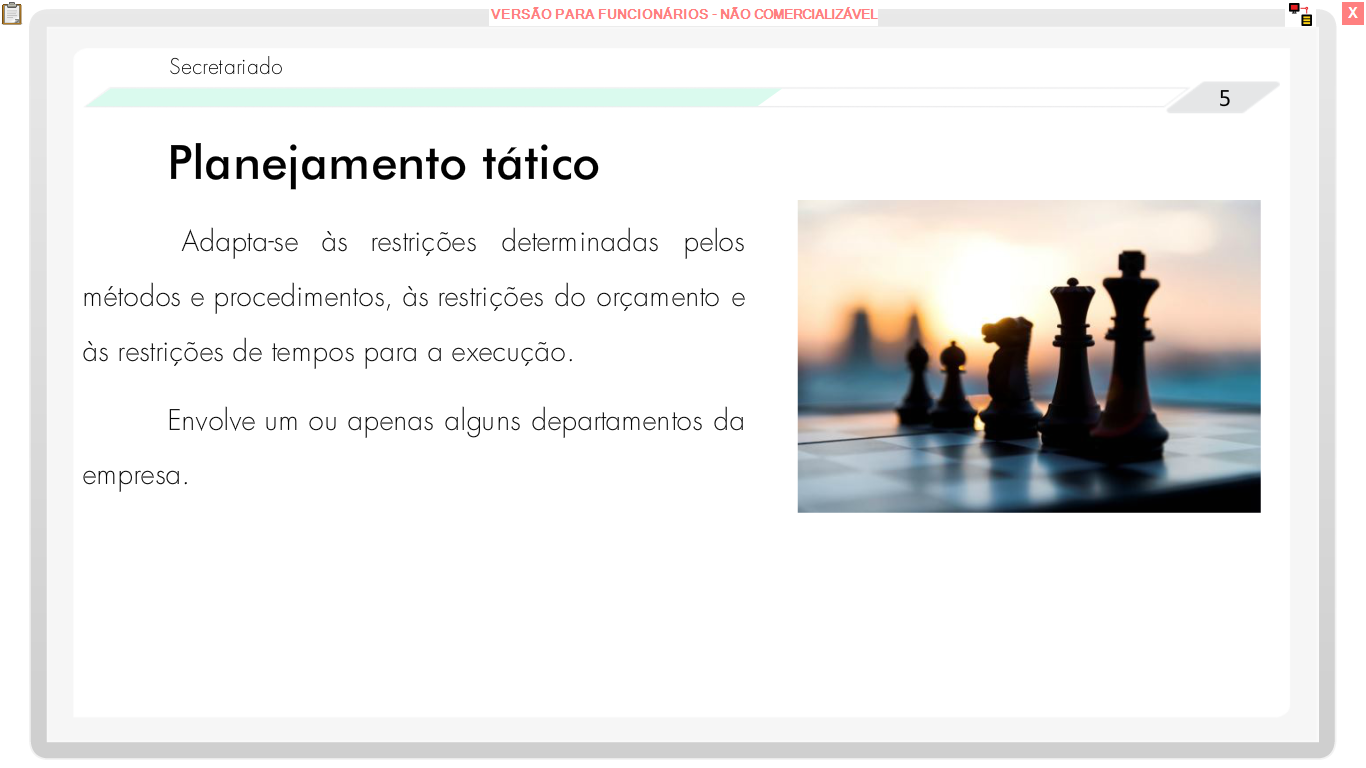 VERSÃO PARA FUNCIONÁRIOS - NÃO COMERCIALIZÁVEL
X
Secretariado
5
Planejamento tático
Adapta-se às restrições determinadas pelos
métodos e procedimentos, às restrições do orçamento e
às restrições de tempos para a execução.
Envolve um ou apenas alguns departamentos da
empresa.